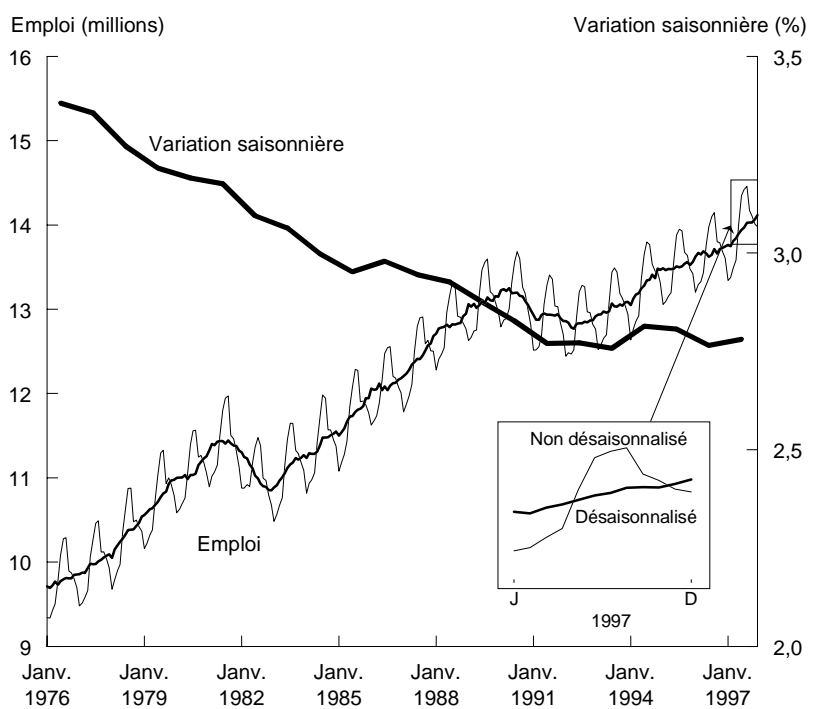 Emploi (millions)
Variation saisonnière (%)
16
15
14
13
12
11
10
9
3,5
3,0
2,5
2,0
Variation saisonnière
Emploi
Non désaisonnalisé
Désaisonnalisé
J
D
1997
Janv.
1976
Janv.
1979
Janv.
1982
Janv.
1985
Janv.
1988
Janv.
1991
Janv.
1994
Janv.
1997